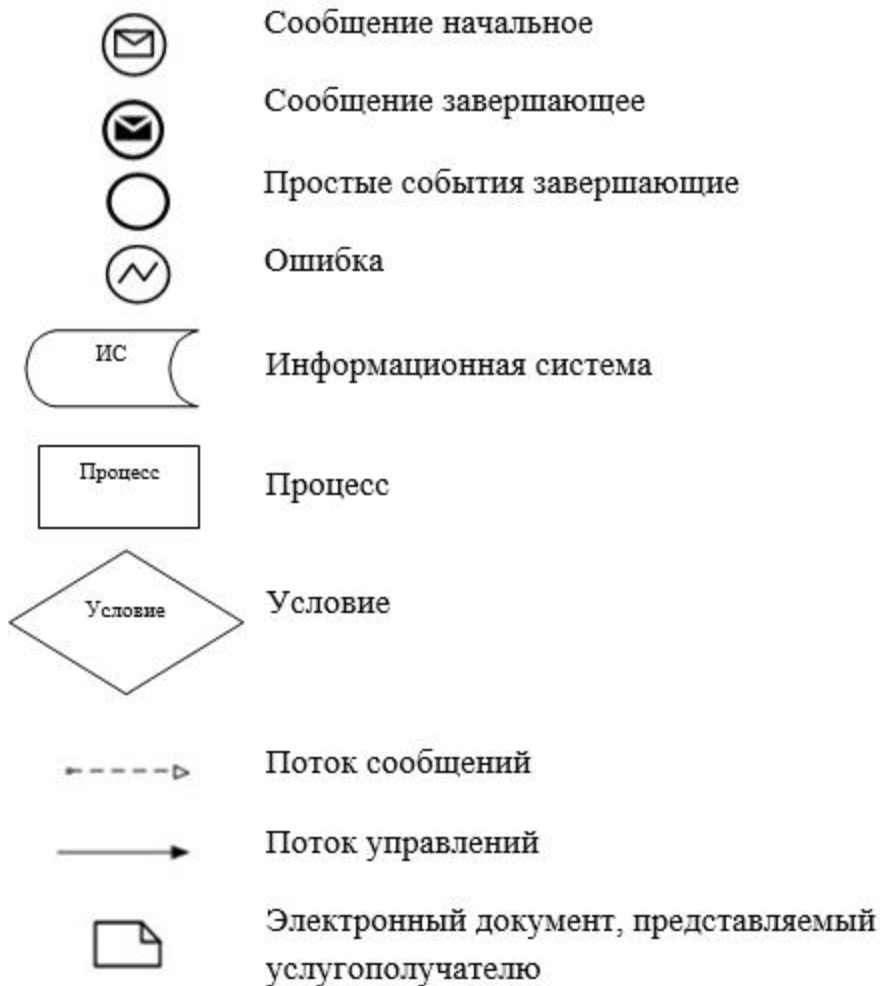 Сообщение начальное
Сообщение завершающее
Простые события завершающие
Ошибка
ИС
Информационная система
Процесс
Процесс
Условие
Условие
Поток сообщений
Поток управлений
Электронный документ, представляемый
услугополучателю